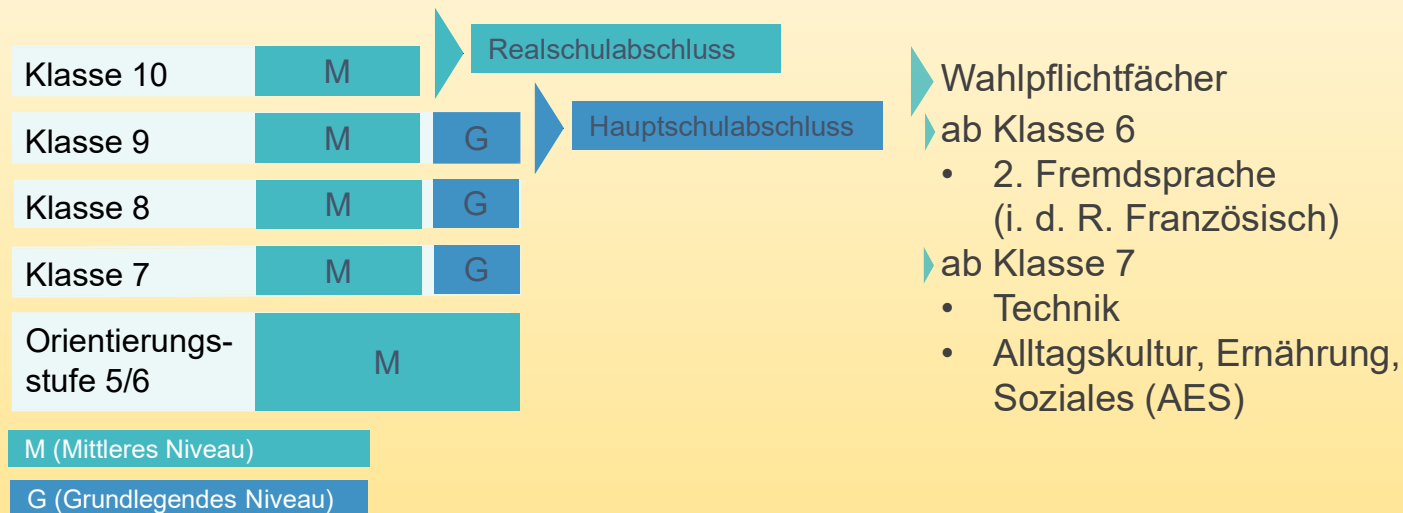 Klasse 10
M
Realschulabschluss
Klasse 9
M
G
Hauptschulabschluss
Klasse 8
M
G
Klasse 7
M
G
Orientierungs-
stufe 5/6
M
M (Mittleres Niveau)
G (Grundlegendes Niveau)
Wahlpflichtfächer
ab Klasse 6
• 2. Fremdsprache
(i. d. R. Französisch)
ab Klasse 7
• Technik
• Alltagskultur, Ernährung,
Soziales (AES)